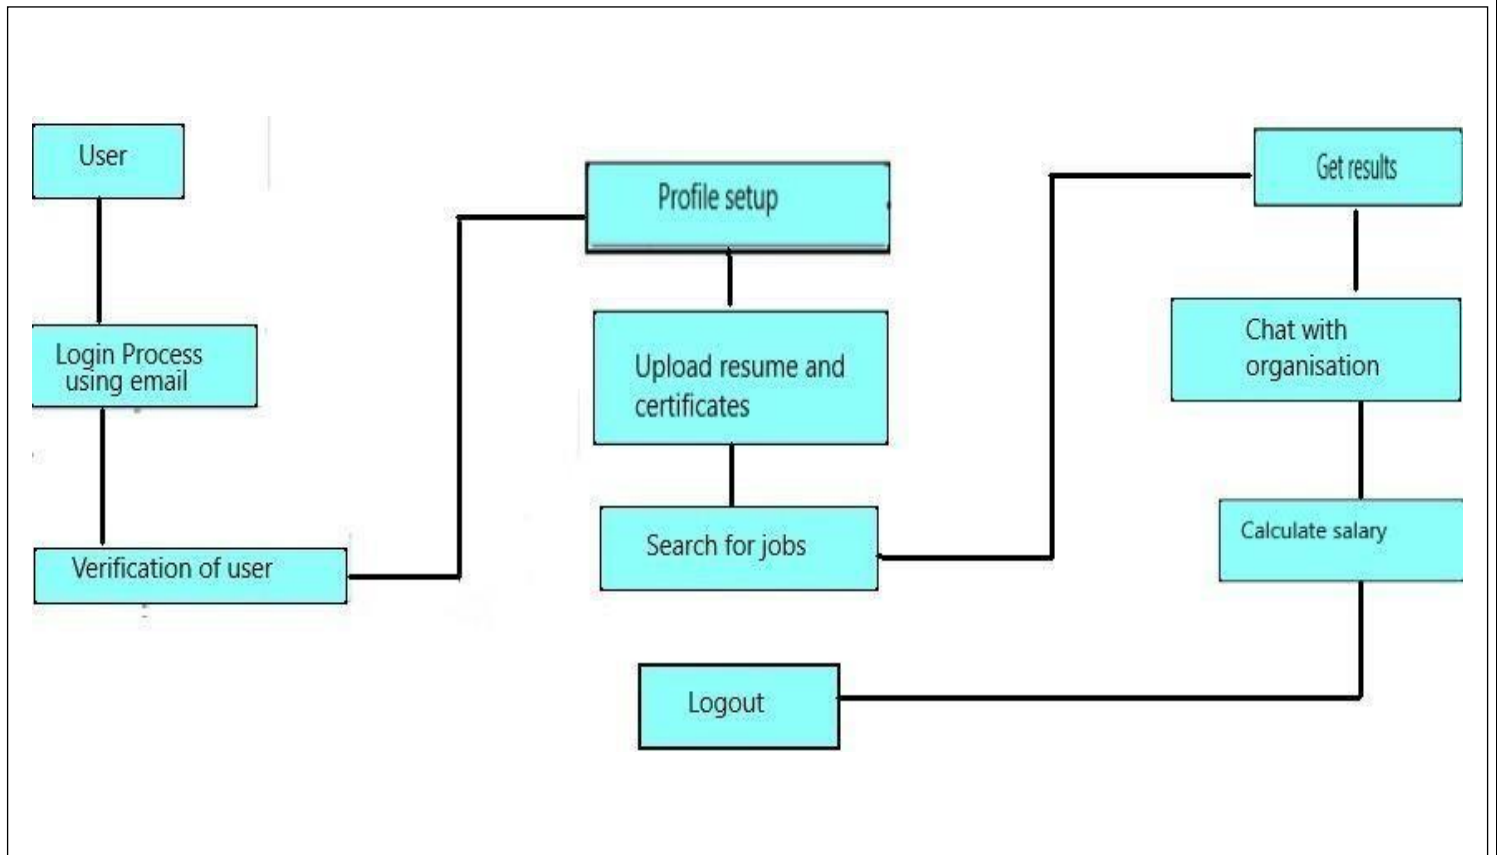 User
Login Process
using email
Verification of user
Profile setup
Upload resume and
certificates
Search for jobs
Get results
Chat with
organisation
Calculate salary
Logout